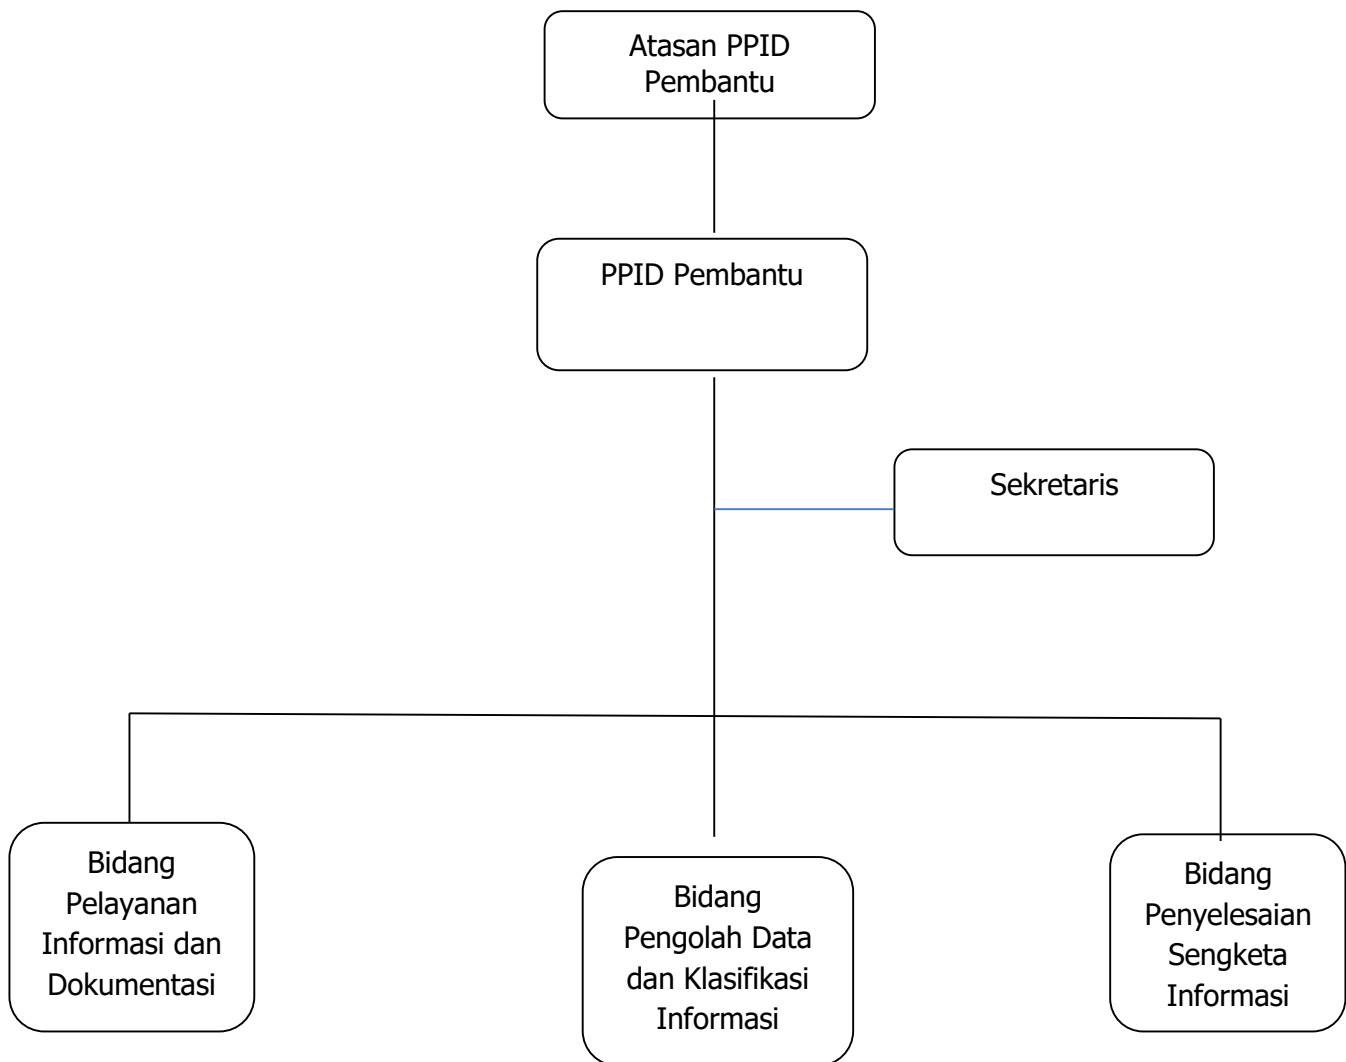 Atasan PPID
Pembantu
PPID Pembantu
Sekretaris
Bidang
Pelayanan
Informasi dan
Dokumentasi
Bidang
Pengolah Data
dan Klasifikasi
Informasi
Bidang
Penyelesaian
Sengketa
Informasi